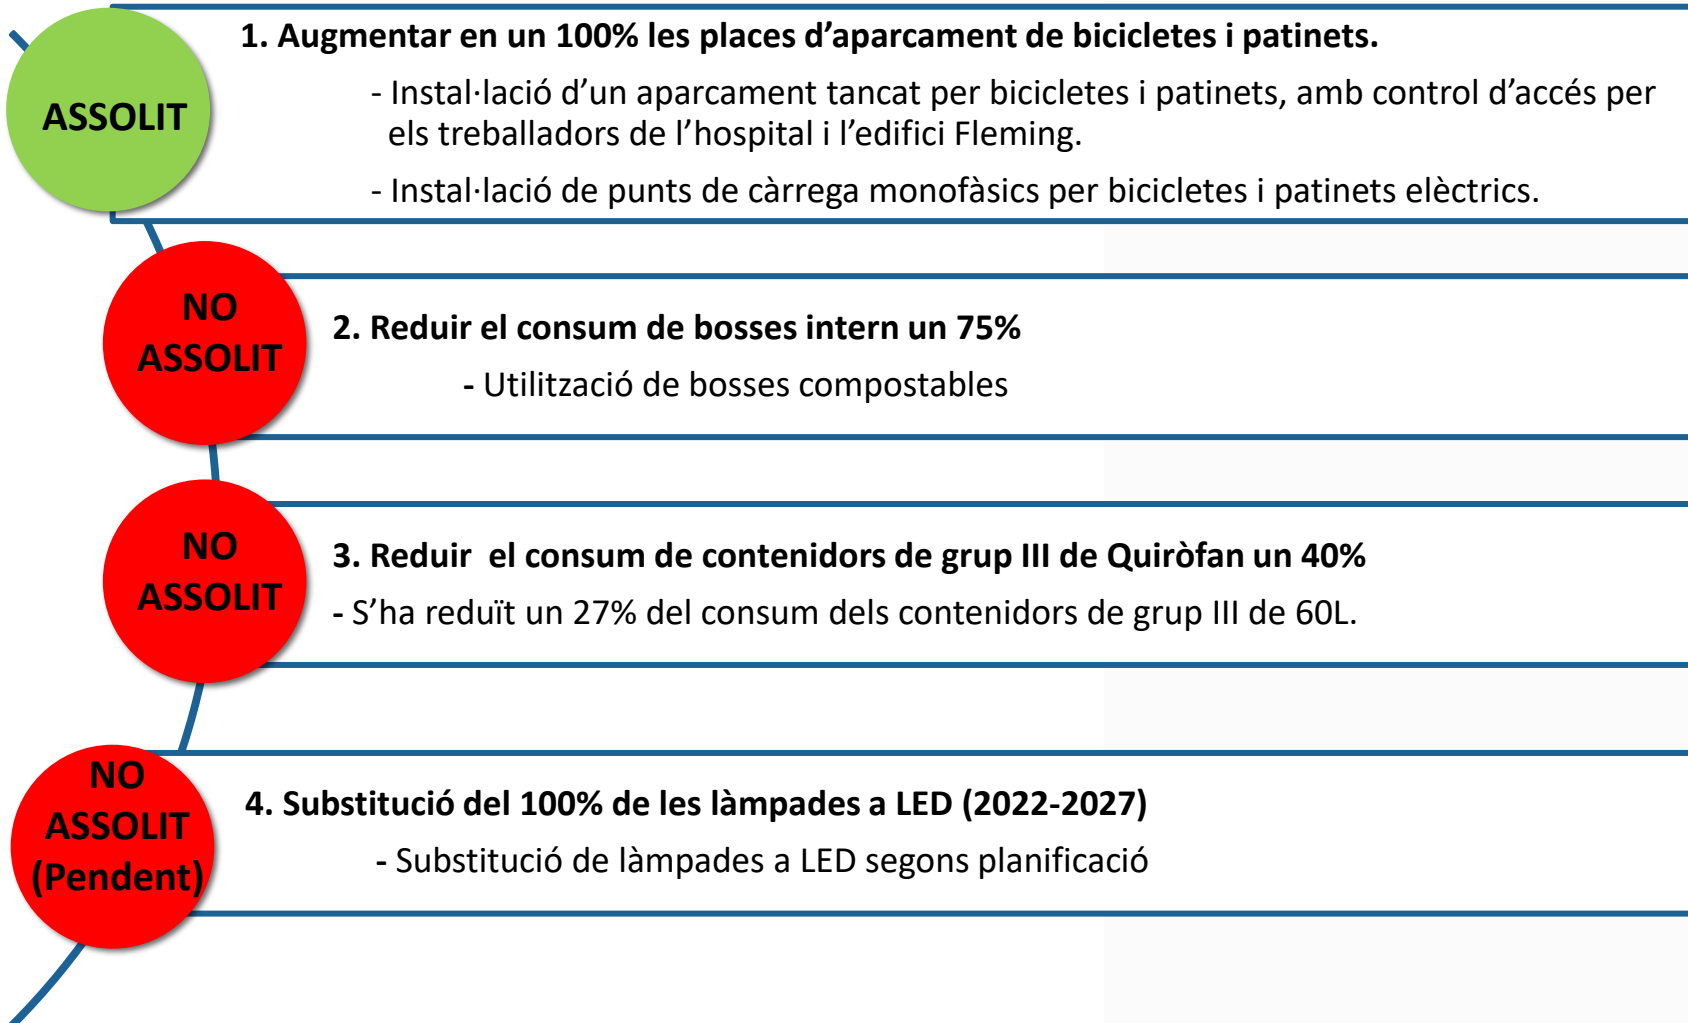 ASSOLIT
1. Augmentar en un 100% les places d’aparcament de bicicletes i patinets.
- Instal·lació d’un aparcament tancat per bicicletes i patinets, amb control d’accés per
els treballadors de l’hospital i l’edifici Fleming.
- Instal·lació de punts de càrrega monofàsics per bicicletes i patinets elèctrics.
NO
ASSOLIT
2. Reduir el consum de bosses intern un 75%
- Utilització de bosses compostables
NO
ASSOLIT
3. Reduir  el consum de contenidors de grup III de Quiròfan un 40%
- S’ha reduït un 27% del consum dels contenidors de grup III de 60L.
NO
ASSOLIT
(Pendent)
4. Substitució del 100% de les làmpades a LED (2022-2027)
- Substitució de làmpades a LED segons planificació